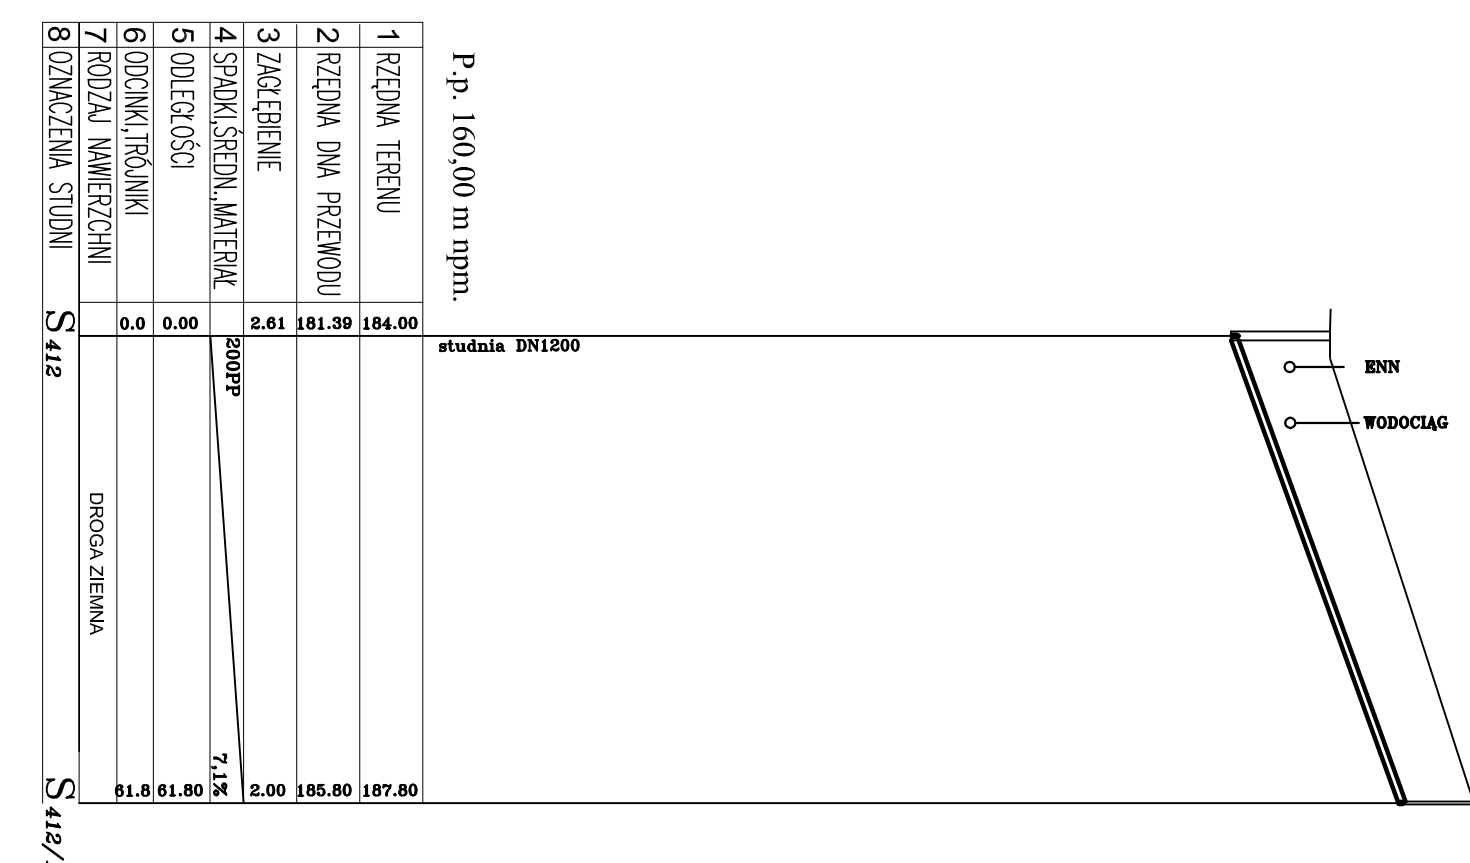 P.p. 160,00 m npm.
1 RZĘDNA TERENU 184.00 187.80
2 RZĘDNA DNA PRZEWODU 181.39 185.80
3 ZAGŁĘBIENIE 2.61 2.00
4 SPADKI,ŚREDN.,MATERIAŁ 200PP 7,1%
5 ODLEGŁOŚCI 0.00 61.80
6 ODCINKI,TRÓJNIKI 0.0 61.8
7 RODZAJ NAWIERZCHNI DROGA ZIEMNA
8 OZNACZENIA STUDNI S412 S412/
studnia DN1200
ENN
WODOCIĄG